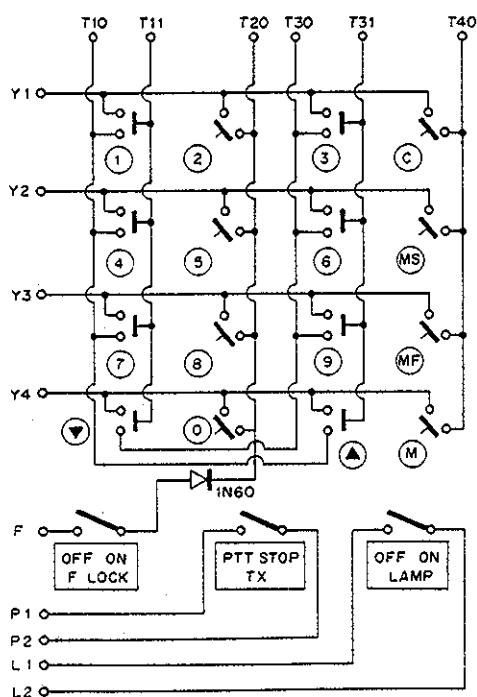 T10 T11 T20 T30 T31 T40
Y1
1 2 3 C
Y2
4 5 6 MS
Y3
7 8 9 MF
Y4
0 M
1N60
F
OFF ON
F LOCK
PTT STOP
TX
OFF ON
LAMP
P1
P2
L1
L2